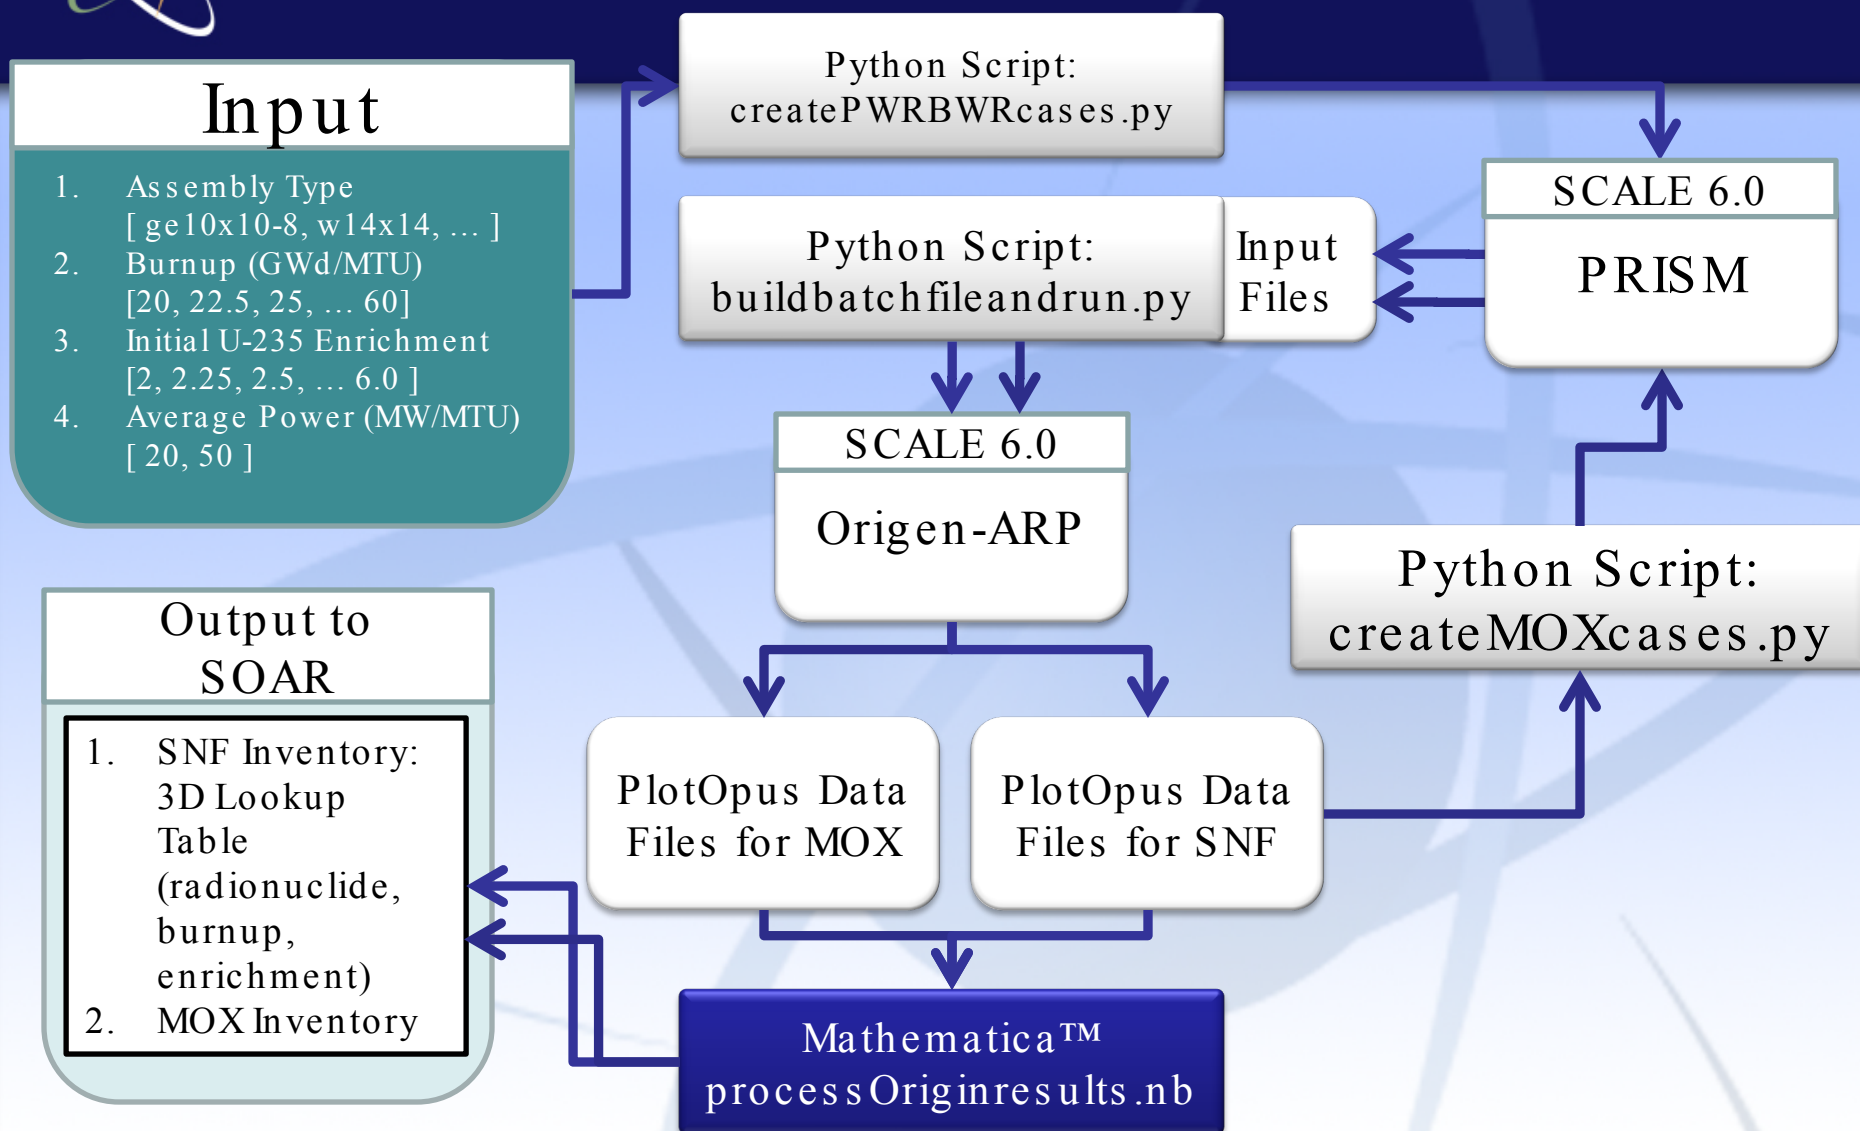 Input
1. Assembly Type
[ ge10x10-8, w14x14, … ]
2. Burnup (GWd/MTU)
[20, 22.5, 25, … 60]
3. Initial U-235 Enrichment
[2, 2.25, 2.5, … 6.0 ]
4. Average Power (MW/MTU)
[ 20, 50 ]
Python Script:
createPWRBWRcases.py
SCALE 6.0
PRISM
Python Script:
buildbatchfileandrun.py
Input
Files
SCALE 6.0
Origen-ARP
Python Script:
createMOXcases.py
PlotOpus Data
Files for MOX
PlotOpus Data
Files for SNF
Mathematica™
processOriginresults.nb
Output to
SOAR
1. SNF Inventory:
3D Lookup
Table
(radionuclide,
burnup,
enrichment)
2. MOX Inventory